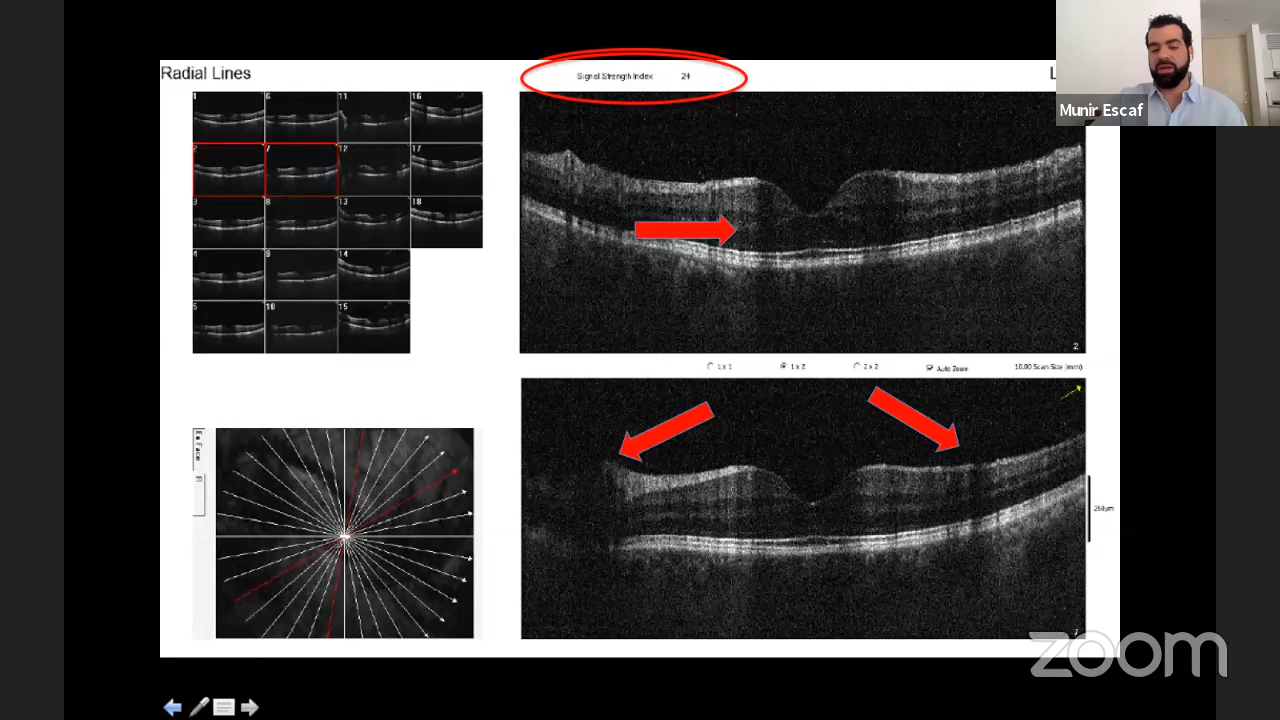 Radial Lines
Signal Strength Index 24
L
Munir Escaf
1 6 11 16
2 7 12 17
3 8 13 18
4 9 14
5 10 15
2
1 x 1 1 x 2 2 x 2 Auto Zoom 10.00 Scan Size (mm)
En Face
250µm
7
zoom